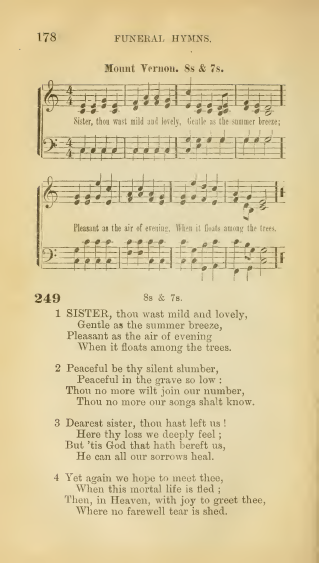 178 FUNERAL HYMNS.
Mount Vernon. 8s & 7s.
Sister, thou wast mild and lovely, Gentle as the summer breeze;
Pleasant as the air of evening, When it floats among the trees.
249 8s & 7s.
1 SISTER, thou wast mild and lovely,
Gentle as the summer breeze,
Pleasant as the air of evening
When it floats among the trees.
2 Peaceful be thy silent slumber,
Peaceful in the grave so low :
Thou no more wilt join our number,
Thou no more our songs shalt know.
3 Dearest sister, thou hast left us !
Here thy loss we deeply feel ;
But 'tis God that hath bereft us,
He can all our sorrows heal.
4 Yet again we hope to meet thee,
When this mortal life is fled ;
Then, in Heaven, with joy to greet thee,
Where no farewell tear is shed.